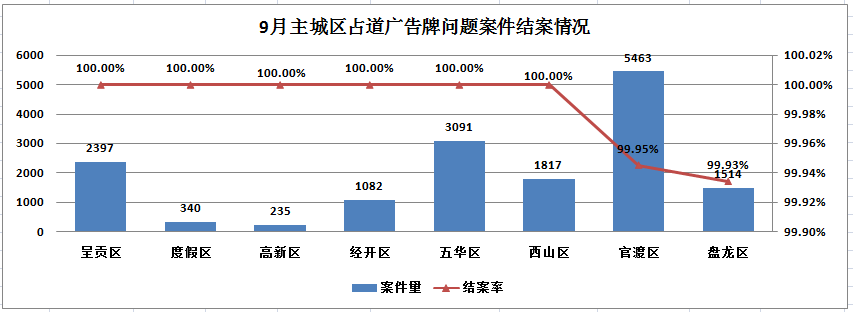 9月主城区占道广告牌问题案件结案情况
6000
5000
4000
3000
2000
1000
0
100.02%
100.00%
99.98%
99.96%
99.94%
99.92%
99.90%
100.00%
100.00%
100.00%
100.00%
100.00%
100.00%
99.95%
99.93%
2397
340
235
1082
3091
1817
5463
1514
呈贡区
度假区
高新区
经开区
五华区
西山区
官渡区
盘龙区
案件量
结案率